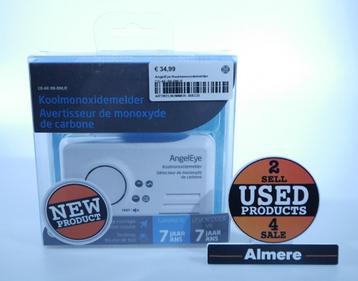 € 34,99
Koolmonoxidemelder
Avertisseur de monoxyde
de carbone
AngelEye
Koolmonoxidemelder
Détecteur de monoxyde
de carbone
NEW
PRODUCT
7 JAAR
ANS
7 JAAR
ANS
2
SELL
USED
PRODUCTS
4
SALE
Almere